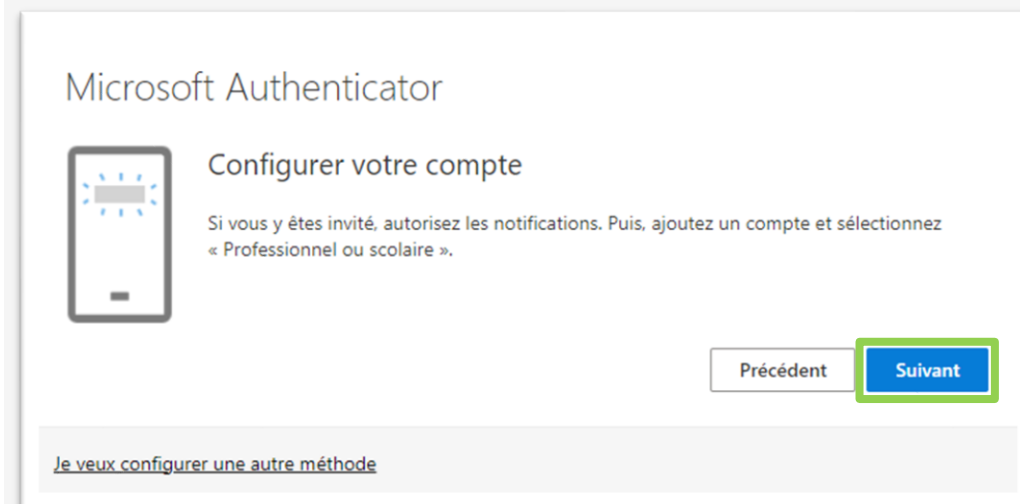 Microsoft Authenticator
Configurer votre compte
Si vous y êtes invité, autorisez les notifications. Puis, ajoutez un compte et sélectionnez
« Professionnel ou scolaire ».
Précédent
Suivant
Je veux configurer une autre méthode